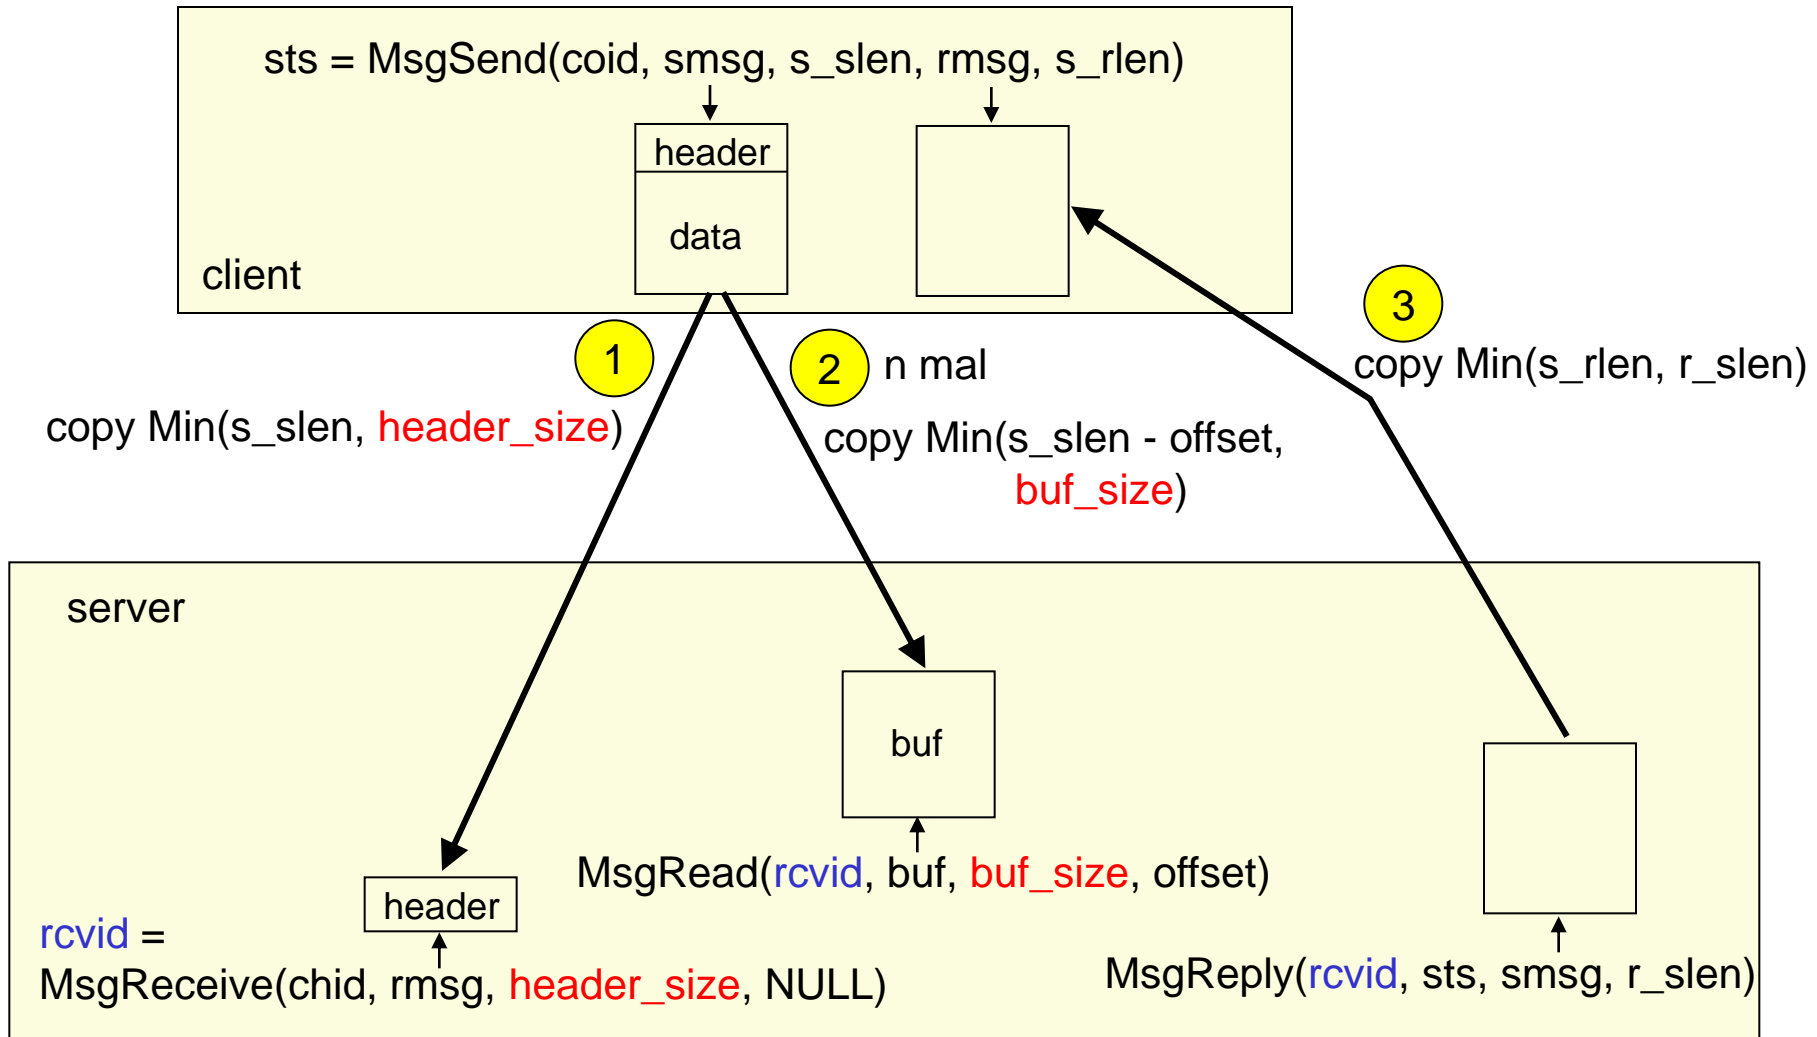 sts = MsgSend(coid, smsg, s_slen, rmsg, s_rlen)
header
data
client
1
2
n mal
3
copy Min(s_rlen, r_slen)
copy Min(s_slen, header_size)
copy Min(s_slen - offset,
buf_size)
server
buf
MsgRead(rcvid, buf, buf_size, offset)
header
rcvid =
MsgReceive(chid, rmsg, header_size, NULL)
MsgReply(rcvid, sts, smsg, r_slen)